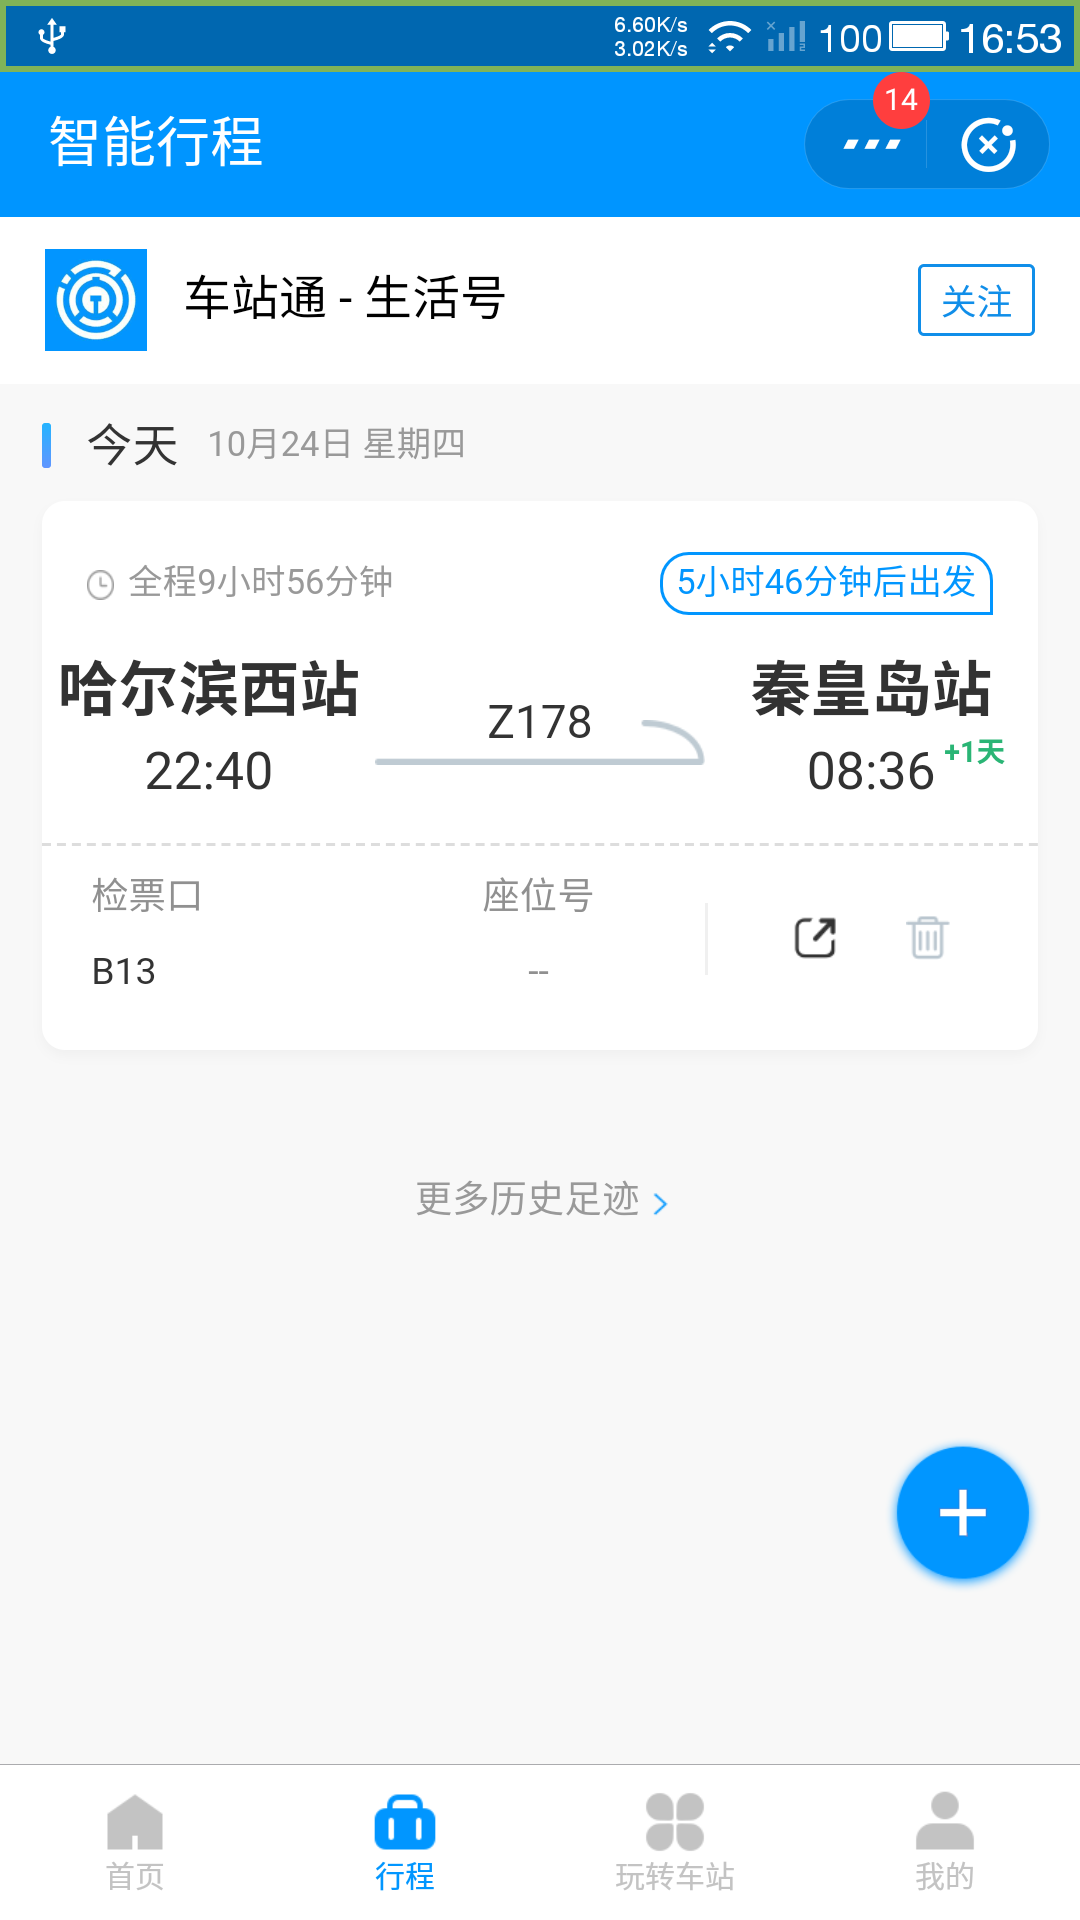 6.60K/s
3.02K/s
100
16:53
智能行程
14
车站通 - 生活号
关注
今天 10月24日 星期四
全程9小时56分钟
5小时46分钟后出发
哈尔滨西站
Z178
秦皇岛站
22:40
08:36 +1天
检票口
座位号
B13
--
更多历史足迹
首页
行程
玩转车站
我的